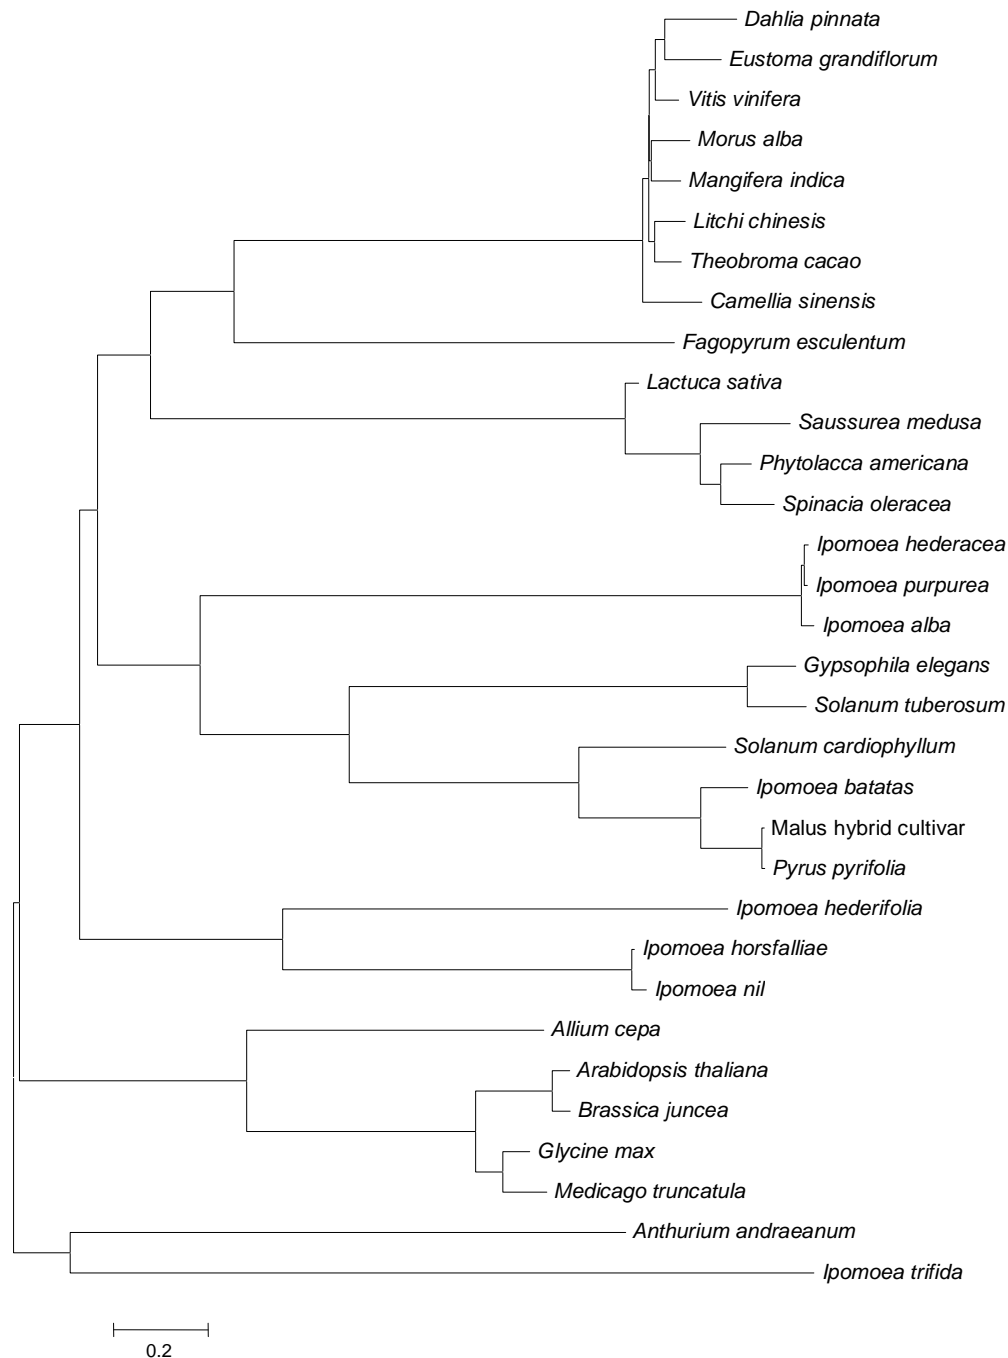 Dahlia pinnata
Eustoma grandiflorum
Vitis vinifera
Morus alba
Mangifera indica
Litchi chinesis
Theobroma cacao
Camellia sinensis
Fagopyrum esculentum
Lactuca sativa
Saussurea medusa
Phytolacca americana
Spinacia oleracea
Ipomoea hederacea
Ipomoea purpurea
Ipomoea alba
Gypsophila elegans
Solanum tuberosum
Solanum cardiophyllum
Ipomoea batatas
Malus hybrid cultivar
Pyrus pyrifolia
Ipomoea hederifolia
Ipomoea horsfalliae
Ipomoea nil
Allium cepa
Arabidopsis thaliana
Brassica juncea
Glycine max
Medicago truncatula
Anthurium andraeanum
Ipomoea trifida
0.2